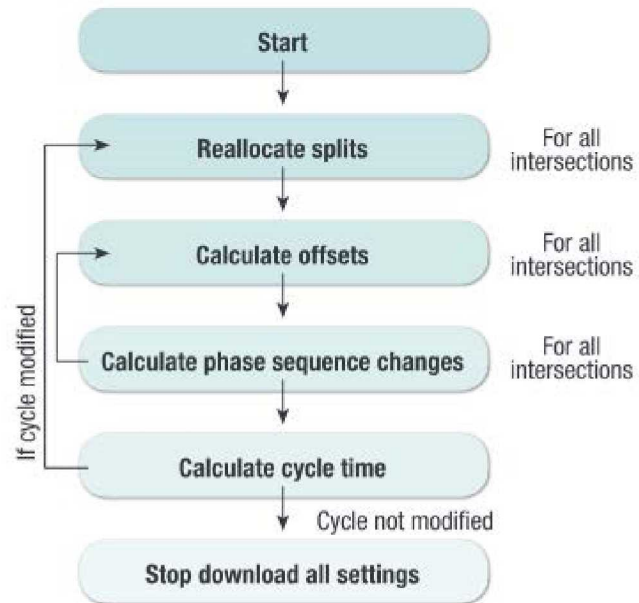 Start
Reallocate splits
For all
intersections
Calculate offsets
For all
intersections
Calculate phase sequence changes
For all
intersections
If cycle modified
Calculate cycle time
Cycle not modified
Stop download all settings